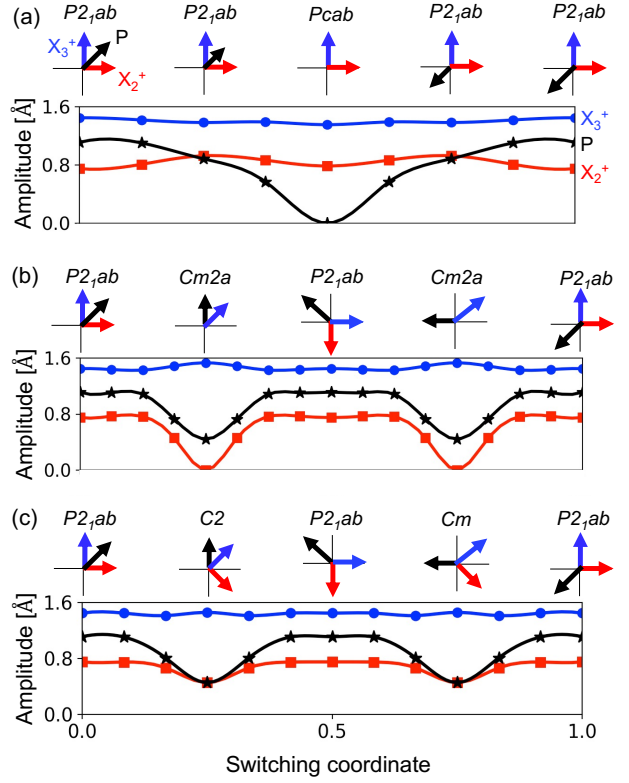 (a) P2₁ab P2₁ab Pcab P2₁ab P2₁ab
X₃⁺ P
X₂⁺
Amplitude [Å]
1.6
0.8
0.0
X₃⁺
P
X₂⁺
(b) P2₁ab Cm2a P2₁ab Cm2a P2₁ab
Amplitude [Å]
1.6
0.8
0.0
(c) P2₁ab C2 P2₁ab Cm P2₁ab
Amplitude [Å]
1.6
0.8
0.0
0.0 0.5 1.0
Switching coordinate